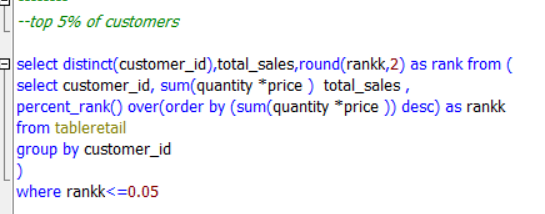 --top 5% of customers
select distinct(customer_id),total_sales,round(rankk,2) as rank from (
select customer_id, sum(quantity *price )  total_sales ,
percent_rank() over(order by (sum(quantity *price )) desc) as rankk
from tableretail
group by customer_id
)
where rankk<=0.05